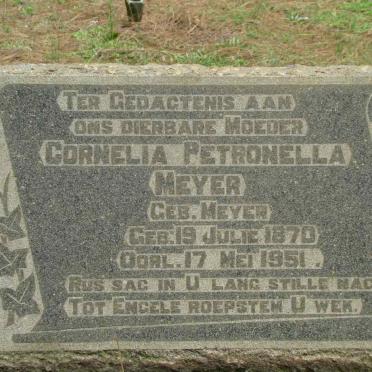 TER GEDACTENIS AAN
ONS DIERBARE MOEDER
CORNELIA PETRONELLA
MEYER
GEB. MEYER
GEB. 19 JULIE 1870
OORL. 17 MEI 1951.
RUS SAG IN U LANG STILLE NAG
TOT ENGELE ROEPSTEM U WEK.